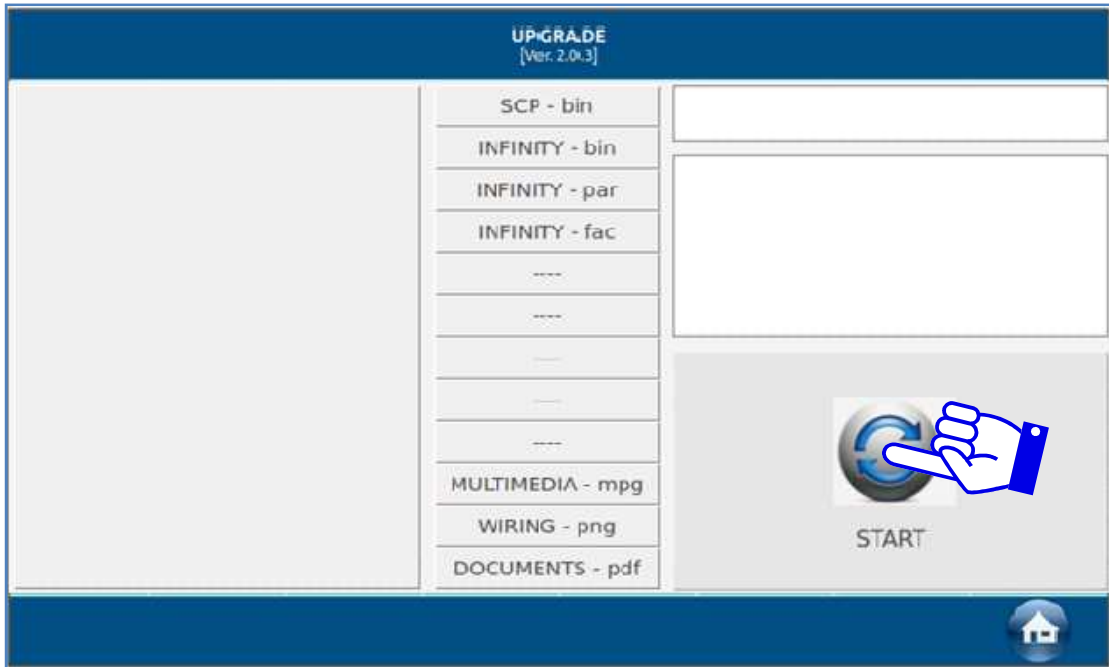 UPGRADE
[Ver. 2.0.3]
SCP - bin
INFINITY - bin
INFINITY - par
INFINITY - fac
----
----
----
----
----
MULTIMEDIA - mpg
WIRING - png
DOCUMENTS - pdf
START